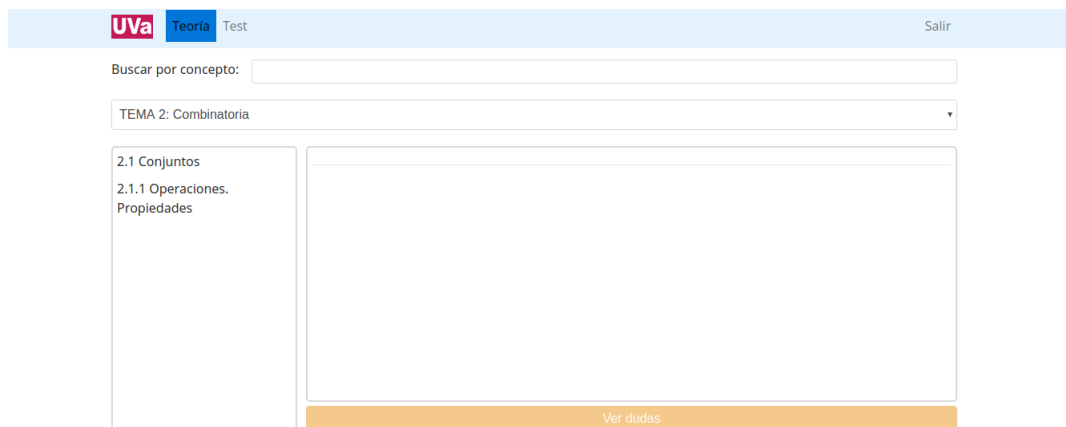 UVa Teoría Test Salir
Buscar por concepto:
TEMA 2: Combinatoria
2.1 Conjuntos
2.1.1 Operaciones.
Propiedades
Ver dudas